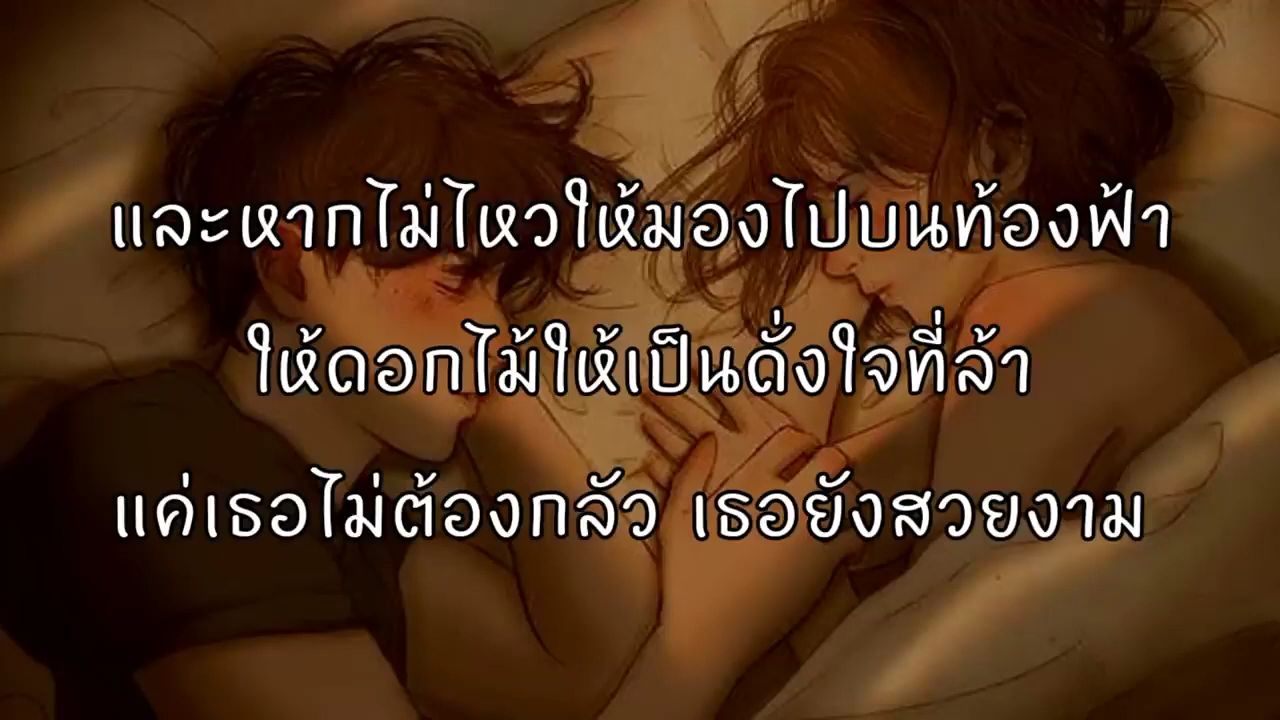 และหากไม่ไหวให้มองไปบนท้องฟ้า
ให้ดอกไม้ให้เป็นดั่งใจที่ล้า
แค่เธอไม่ต้องกลัว เธอยังสวยงาม